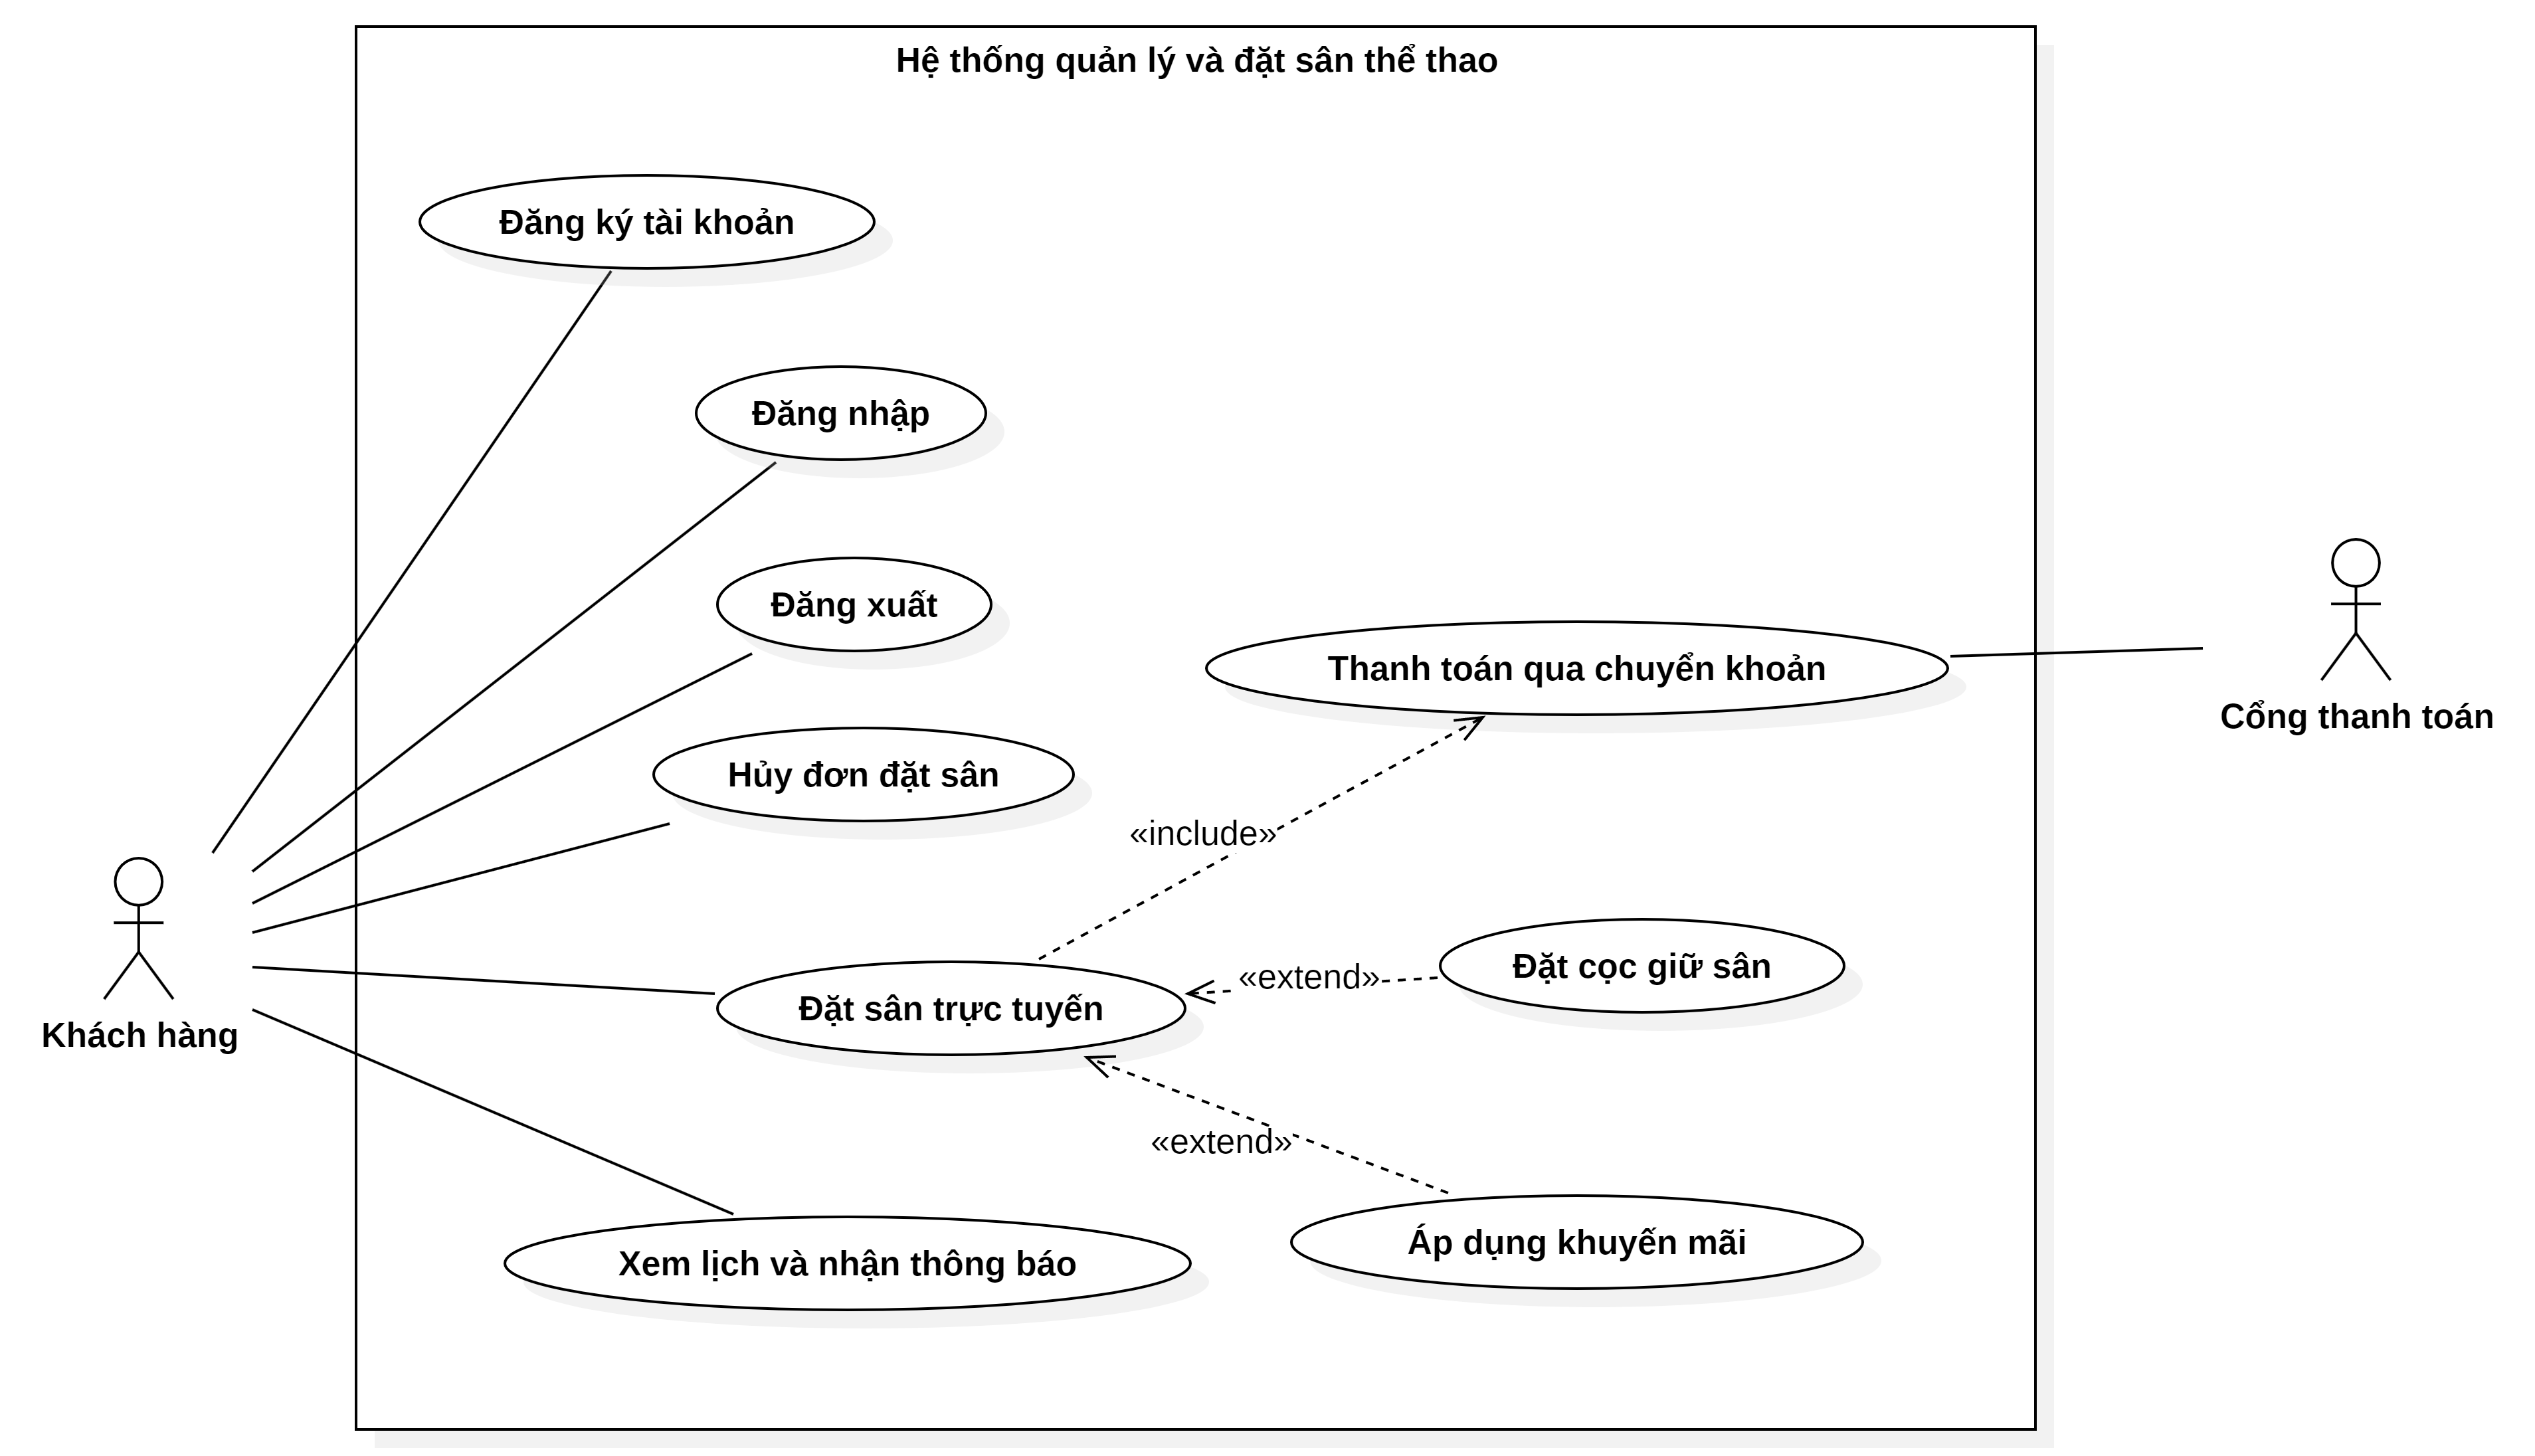 Hệ thống quản lý và đặt sân thể thao
Đăng ký tài khoản
Đăng nhập
Đăng xuất
Thanh toán qua chuyển khoản
Cổng thanh toán
Hủy đơn đặt sân
«include»
Đặt cọc giữ sân
«extend»
Đặt sân trực tuyến
Khách hàng
«extend»
Áp dụng khuyến mãi
Xem lịch và nhận thông báo